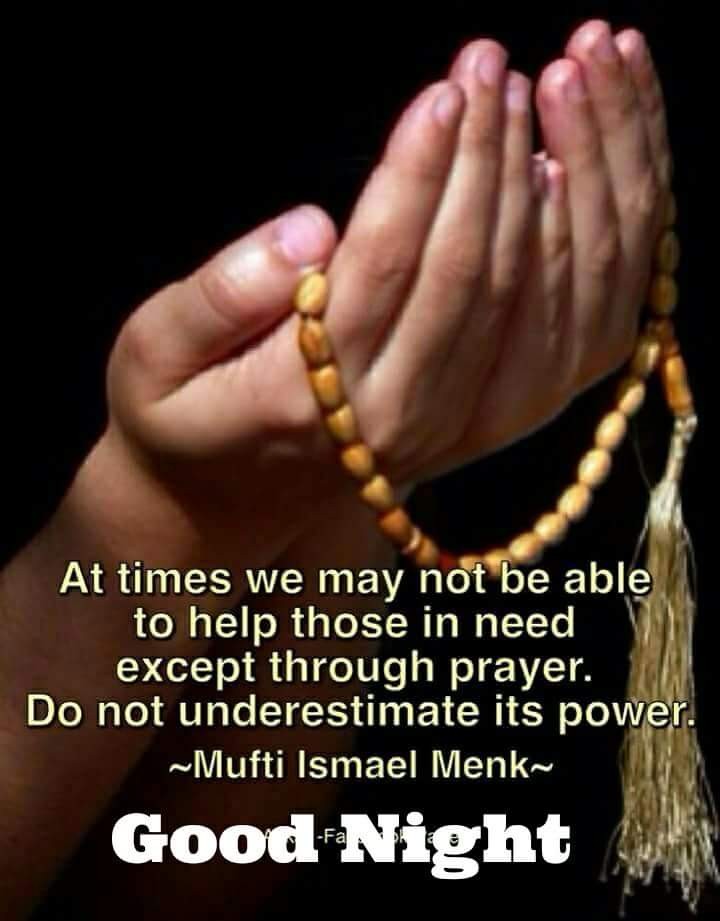 At times we may not be able
to help those in need
except through prayer.
Do not underestimate its power.
~Mufti Ismael Menk~
Good Night